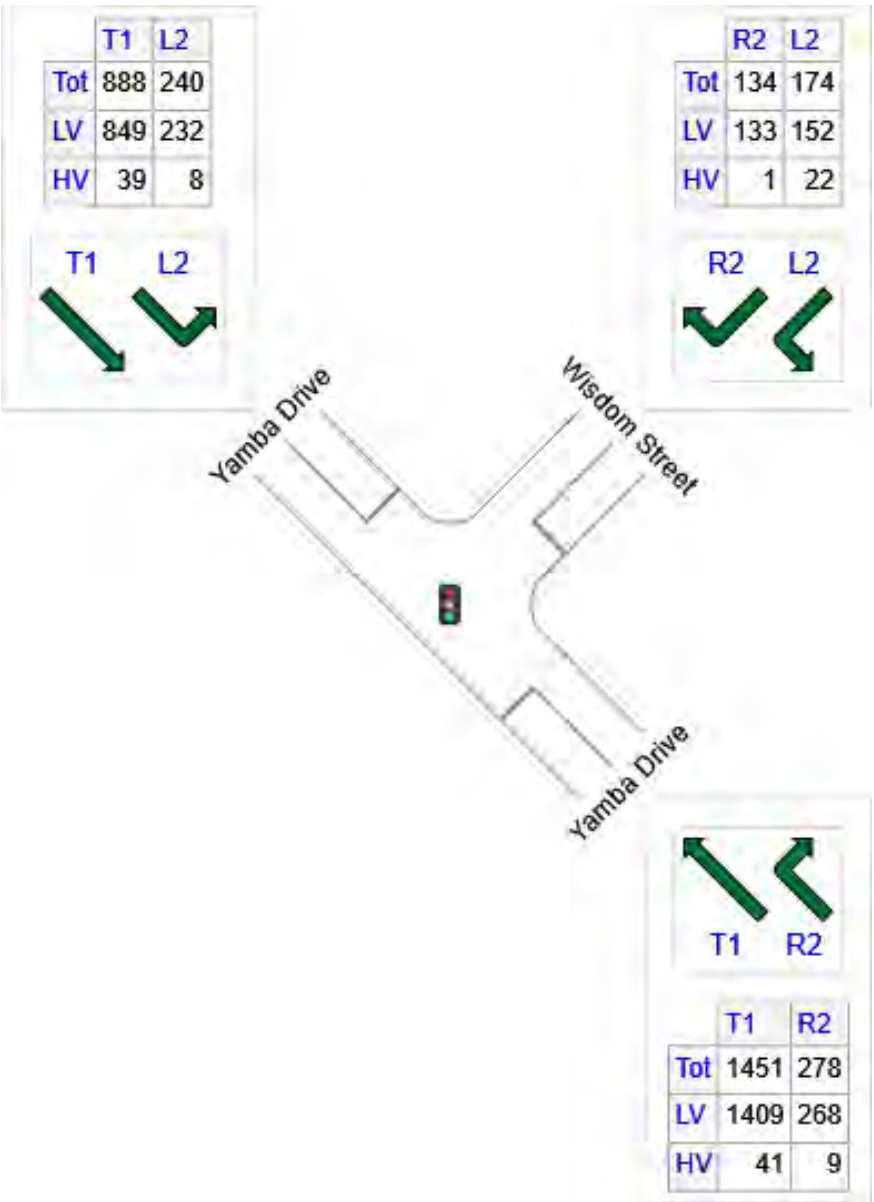 T1 L2
Tot 888 240
LV 849 232
HV 39 8
T1 L2
R2 L2
Tot 134 174
LV 133 152
HV 1 22
R2 L2
Yamba Drive
Wisdom Street
Yamba Drive
T1 R2
T1 R2
Tot 1451 278
LV 1409 268
HV 41 9